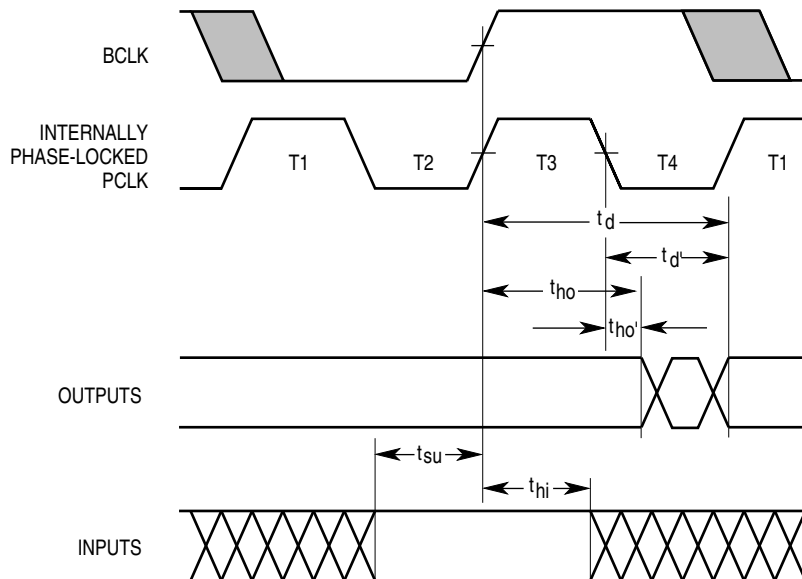 BCLK
INTERNALLY
PHASE-LOCKED
PCLK
T1
T2
T3
T4
T1
td
td'
tho
tho'
OUTPUTS
tsu
thi
INPUTS